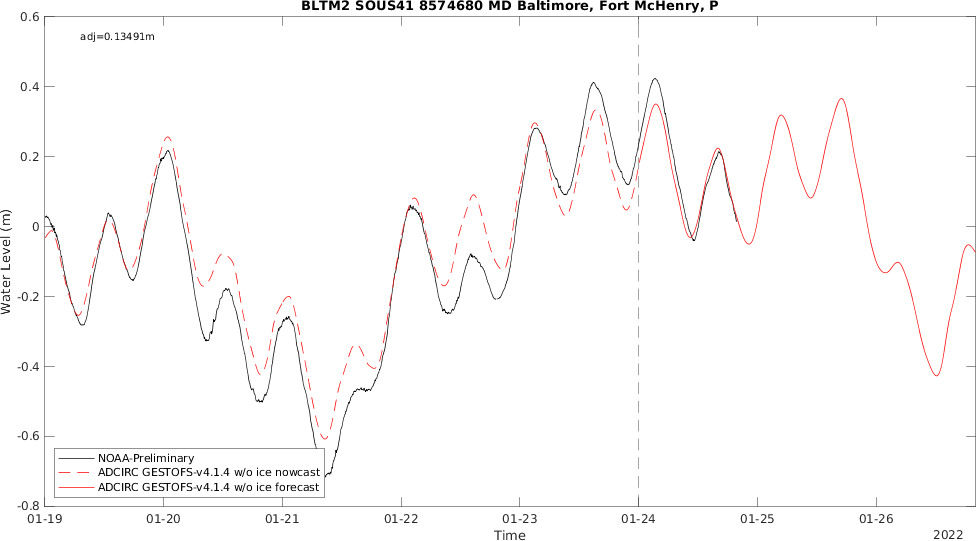 BLTM2 SOUS41 8574680 MD Baltimore, Fort McHenry, P
adj=0.13491m
0.6
0.4
0.2
0
-0.2
-0.4
-0.6
-0.8
Water Level (m)
NOAA-Preliminary
ADCIRC GESTOFS-v4.1.4 w/o ice nowcast
ADCIRC GESTOFS-v4.1.4 w/o ice forecast
01-19 01-20 01-21 01-22 01-23 01-24 01-25 01-26
Time
2022